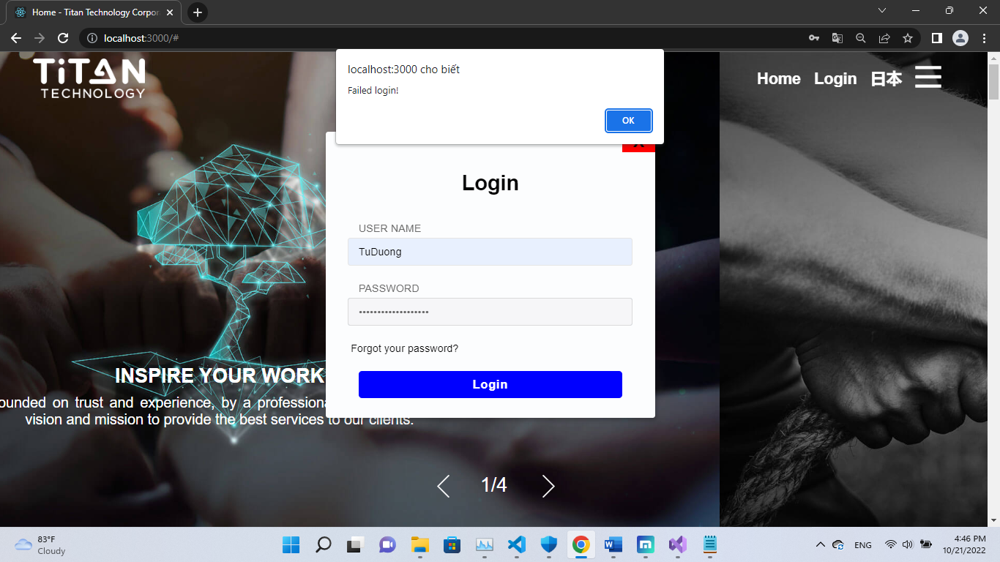 Home - Titan Technology Corpor
localhost:3000/#
TiTAN
TECHNOLOGY
Home Login 日本
localhost:3000 cho biết
Failed login!
OK
X
Login
USER NAME
TuDuong
PASSWORD
•••••••••••••••••••
Forgot your password?
Login
INSPIRE YOUR WORK
ounded on trust and experience, by a professiona
vision and mission to provide the best services to our clients.
1/4
83°F
Cloudy
ENG
4:46 PM
10/21/2022